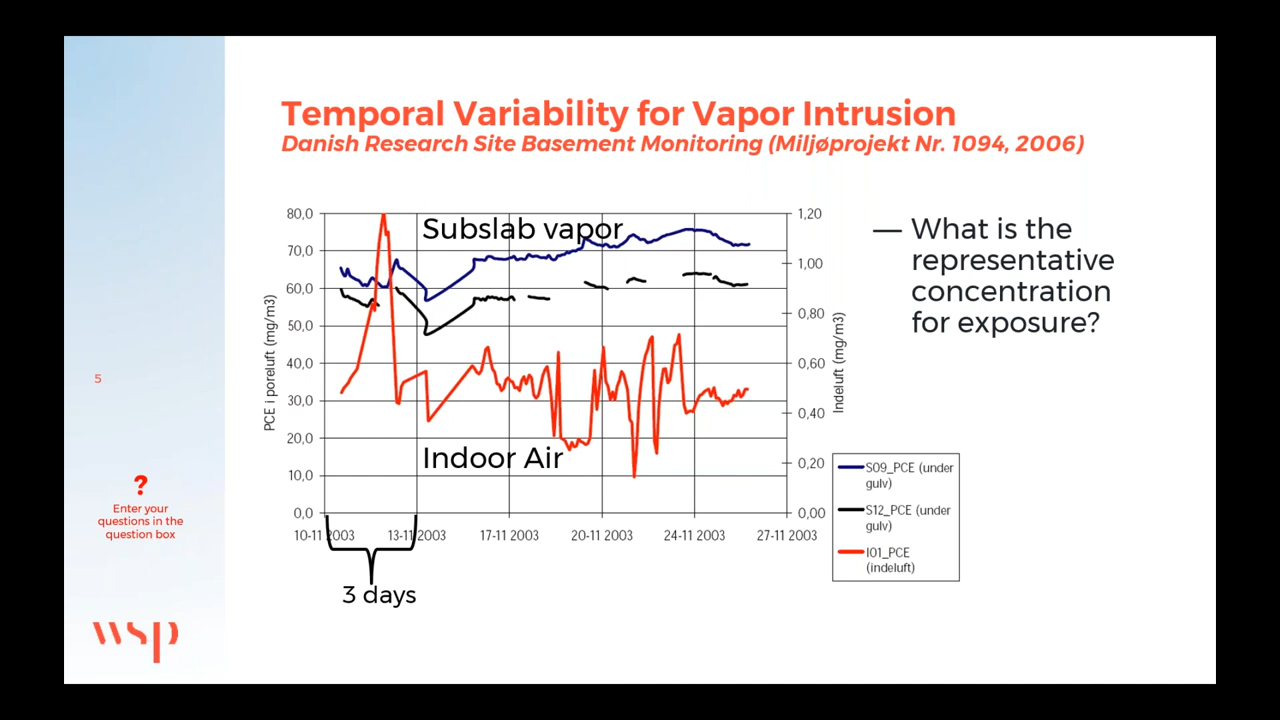 Temporal Variability for Vapor Intrusion
Danish Research Site Basement Monitoring (Miljøprojekt Nr. 1094, 2006)
80,0
70,0
60,0
50,0
40,0
30,0
20,0
10,0
0,0
PCE i poreluft (mg/m3)
Subslab vapor
Indoor Air
1,20
1,00
0,80
0,60
0,40
0,20
0,00
Indeluft (mg/m3)
10-11 2003
13-11 2003
17-11 2003
20-11 2003
24-11 2003
27-11 2003
3 days
S09_PCE (under
gulv)
S12_PCE (under
gulv)
I01_PCE
(indeluft)
— What is the
representative
concentration
for exposure?
5
?
Enter your
questions in the
question box
wsp